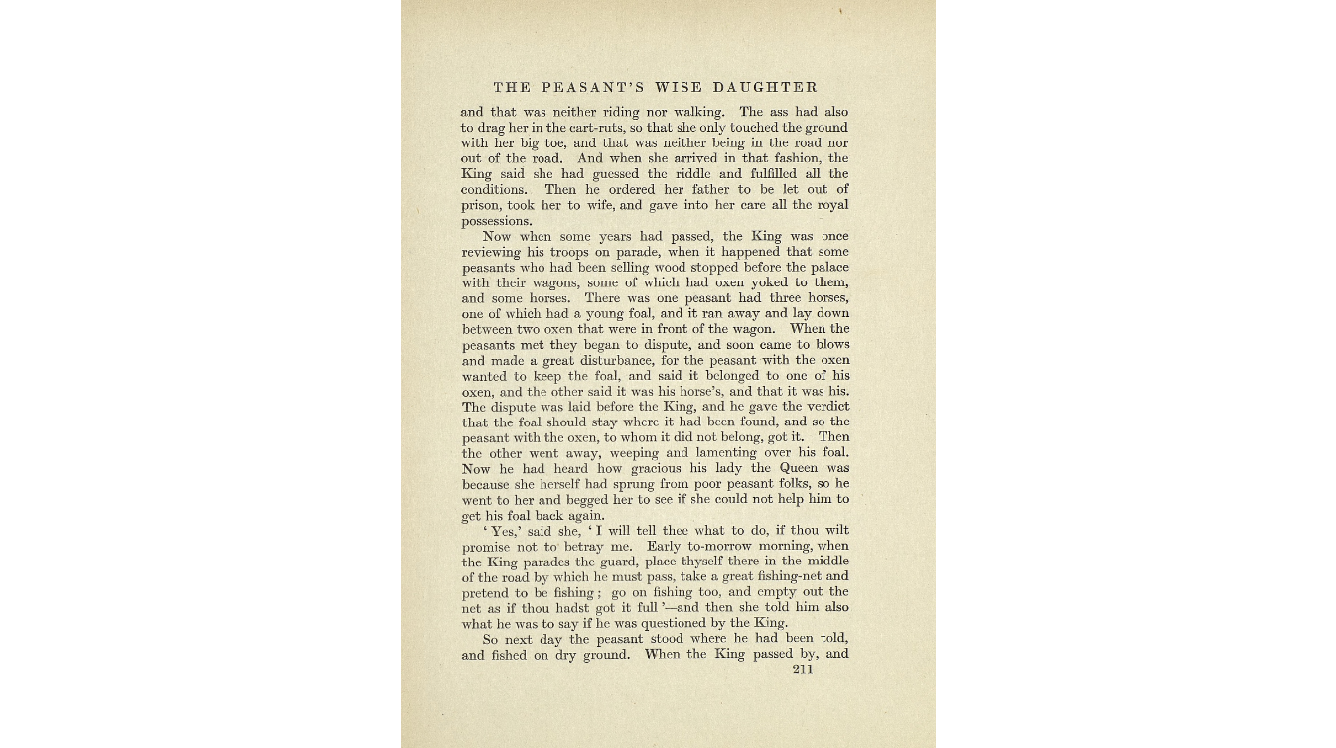 THE PEASANT'S WISE DAUGHTER
and that was neither riding nor walking. The ass had also
to drag her in the cart-ruts, so that she only touched the ground
with her big toe, and that was neither being in the road nor
out of the road. And when she arrived in that fashion, the
King said she had guessed the riddle and fulfilled all the
conditions. Then he ordered her father to be let out of
prison, took her to wife, and gave into her care all the royal
possessions.
Now when some years had passed, the King was once
reviewing his troops on parade, when it happened that some
peasants who had been selling wood stopped before the palace
with their wagons, some of which had oxen yoked to them,
and some horses. There was one peasant had three horses,
one of which had a young foal, and it ran away and lay down
between two oxen that were in front of the wagon. When the
peasants met they began to dispute, and soon came to blows
and made a great disturbance, for the peasant with the oxen
wanted to keep the foal, and said it belonged to one of his
oxen, and the other said it was his horse's, and that it was his.
The dispute was laid before the King, and he gave the verdict
that the foal should stay where it had been found, and so the
peasant with the oxen, to whom it did not belong, got it. Then
the other went away, weeping and lamenting over his foal.
Now he had heard how gracious his lady the Queen was
because she herself had sprung from poor peasant folks, so he
went to her and begged her to see if she could not help him to
get his foal back again.
' Yes,' said she, ' I will tell thee what to do, if thou wilt
promise not to betray me. Early to-morrow morning, when
the King parades the guard, place thyself there in the middle
of the road by which he must pass, take a great fishing-net and
pretend to be fishing ; go on fishing too, and empty out the
net as if thou hadst got it full '—and then she told him also
what he was to say if he was questioned by the King.
So next day the peasant stood where he had been told,
and fished on dry ground. When the King passed by, and
211